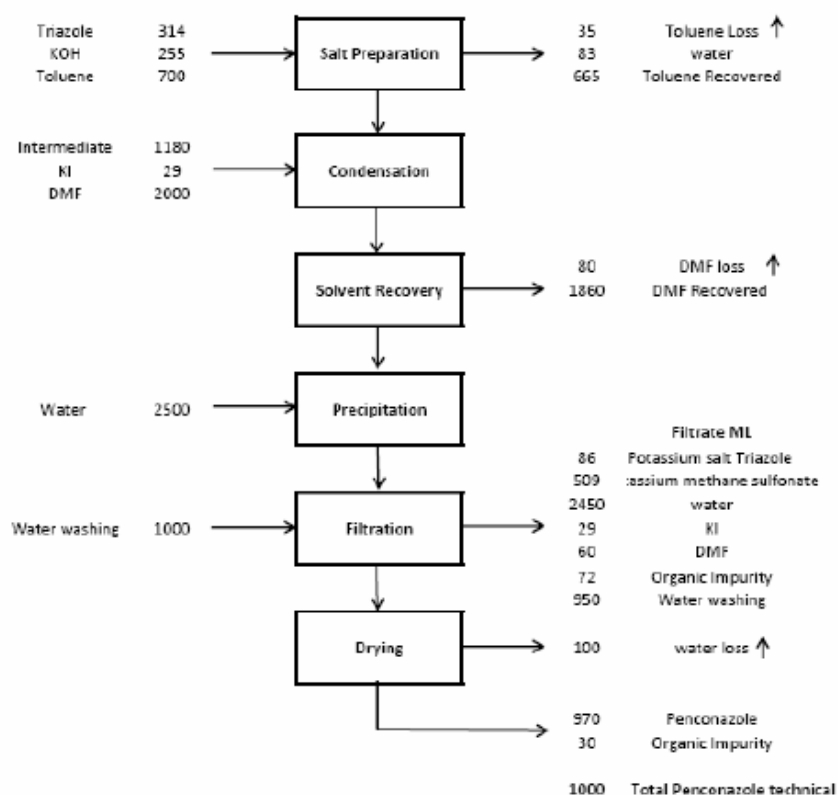 Triazole 314
KOH 255
Toluene 700
Salt Preparation
35 Toluene Loss ↑
83 water
665 Toluene Recovered
Intermediate 1180
KI 29
DMF 2000
Condensation
Solvent Recovery
80 DMF loss ↑
1860 DMF Recovered
Water 2500
Precipitation
Filtrate ML
86 Potassium salt Triazole
509 :assium methane sulfonate
2450 water
29 KI
60 DMF
72 Organic Impurity
950 Water washing
Water washing 1000
Filtration
Drying
100 water loss ↑
970 Penconazole
30 Organic Impurity
1000 Total Penconazole technical